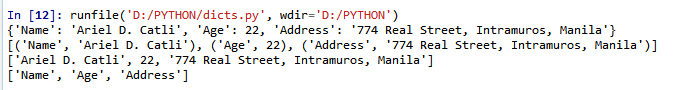 In [12]: runfile('D:/PYTHON/dicts.py', wdir='D:/PYTHON')
{'Name': 'Ariel D. Catli', 'Age': 22, 'Address': '774 Real Street, Intramuros, Manila'}
[('Name', 'Ariel D. Catli'), ('Age', 22), ('Address', '774 Real Street, Intramuros, Manila')]
['Ariel D. Catli', 22, '774 Real Street, Intramuros, Manila']
['Name', 'Age', 'Address']